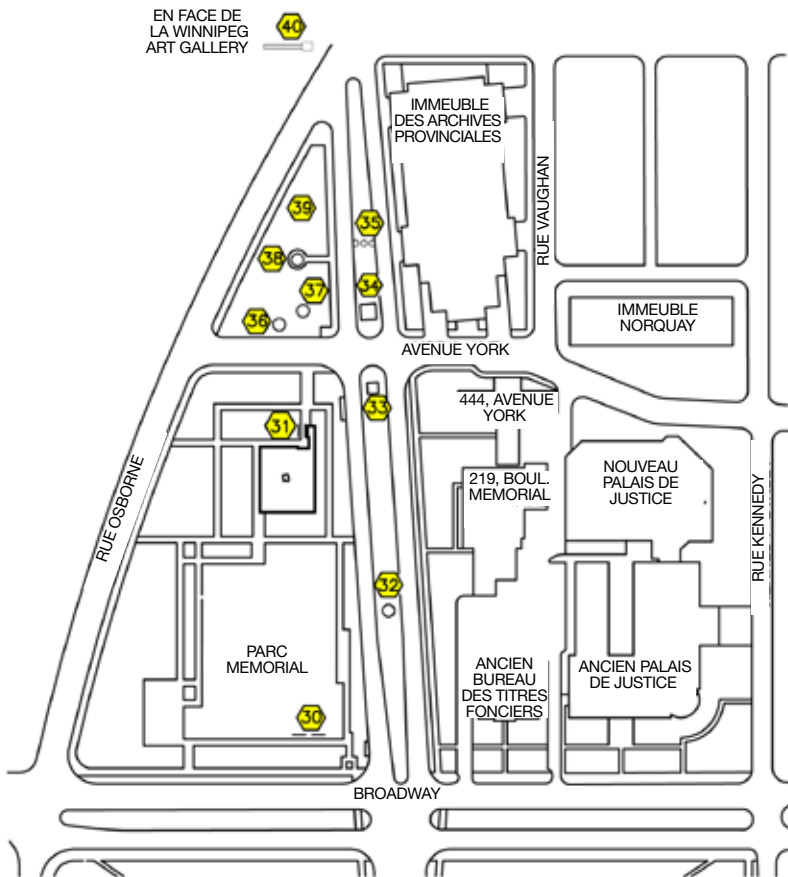 EN FACE DE
LA WINNIPEG
ART GALLERY
40
IMMEUBLE
DES ARCHIVES
PROVINCIALES
RUE VAUGHAN
39
35
38
37
34
36
IMMEUBLE
NORQUAY
AVENUE YORK
33
444, AVENUE
YORK
31
RUE OSBORNE
219, BOUL.
MEMORIAL
NOUVEAU
PALAIS DE
JUSTICE
RUE KENNEDY
32
PARC
MEMORIAL
ANCIEN
BUREAU
DES TITRES
FONCIERS
ANCIEN PALAIS
DE JUSTICE
30
BROADWAY